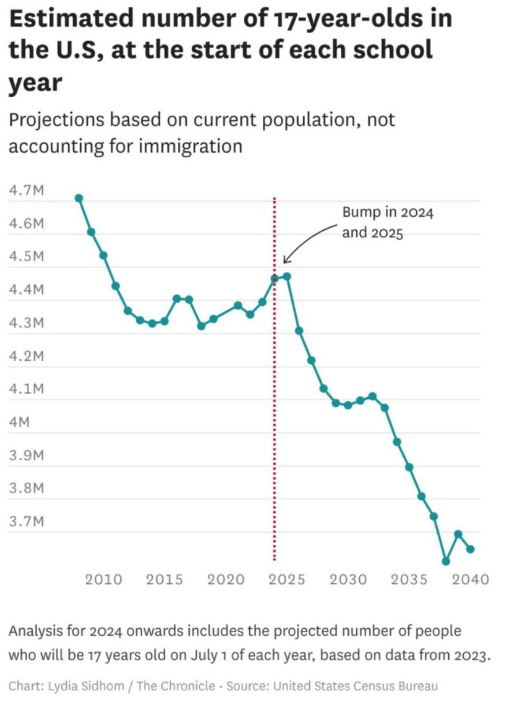 Estimated number of 17-year-olds in
the U.S, at the start of each school
year
Projections based on current population, not
accounting for immigration
4.7M
Bump in 2024
and 2025
4.6M
4.5M
4.4M
4.3M
4.2M
4.1M
4M
3.9M
3.8M
3.7M
2010 2015 2020 2025 2030 2035 2040
Analysis for 2024 onwards includes the projected number of people
who will be 17 years old on July 1 of each year, based on data from 2023.
Chart: Lydia Sidhom / The Chronicle · Source: United States Census Bureau